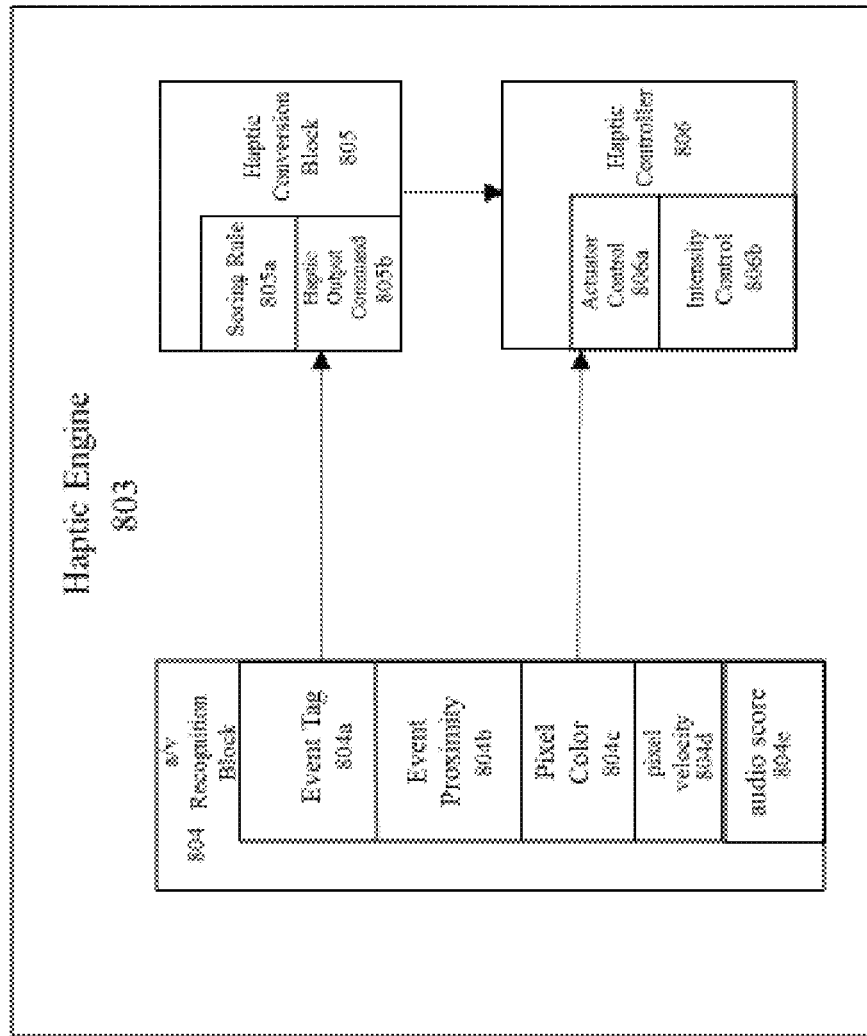 Haptic Engine
803
a/v
804 Recognition
Block
Event Tag
804a
Event
Proximity
804b
Pixel
Color
804c
pixel
velocity
804d
audio score
804e
Haptic
Conversion
Block
805
Soring Rule
805a
Haptic
Output
Command
805b
Haptic
Controller
806
Actuator
Control
806a
Intensity
Control
806b